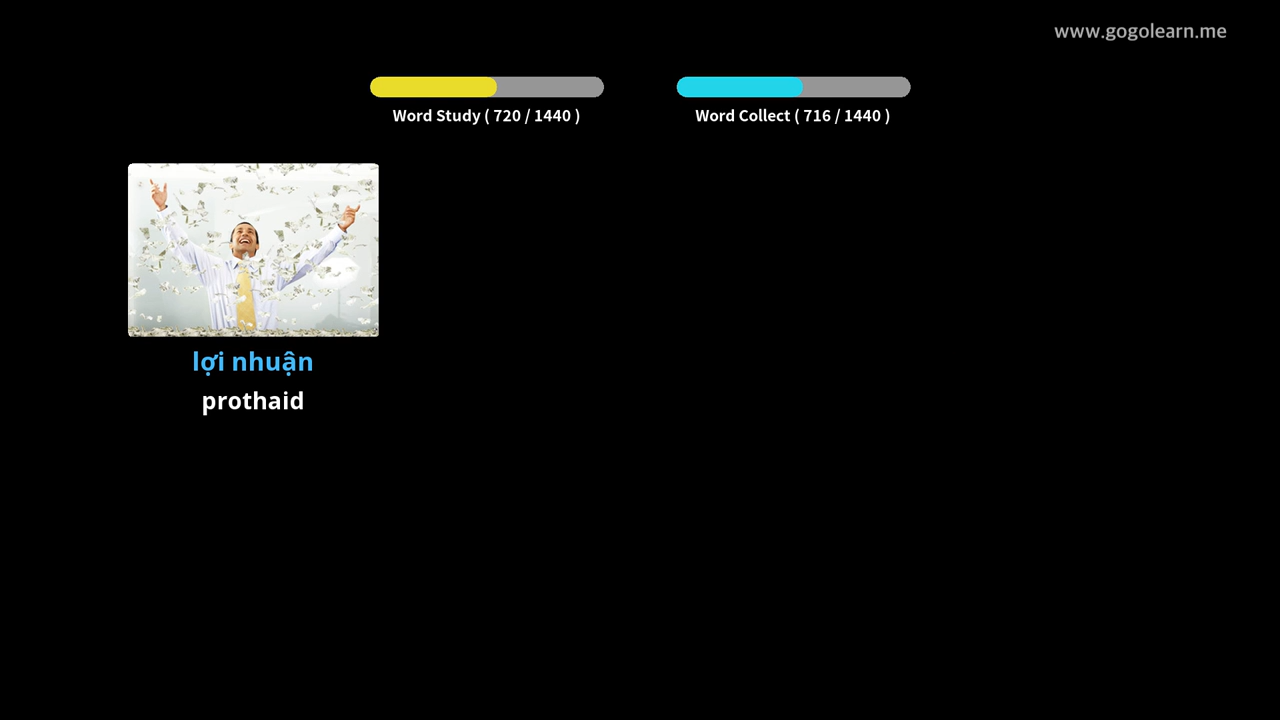 www.gogolearn.me
Word Study ( 720 / 1440 )
Word Collect ( 716 / 1440 )
lợi nhuận
prothaid